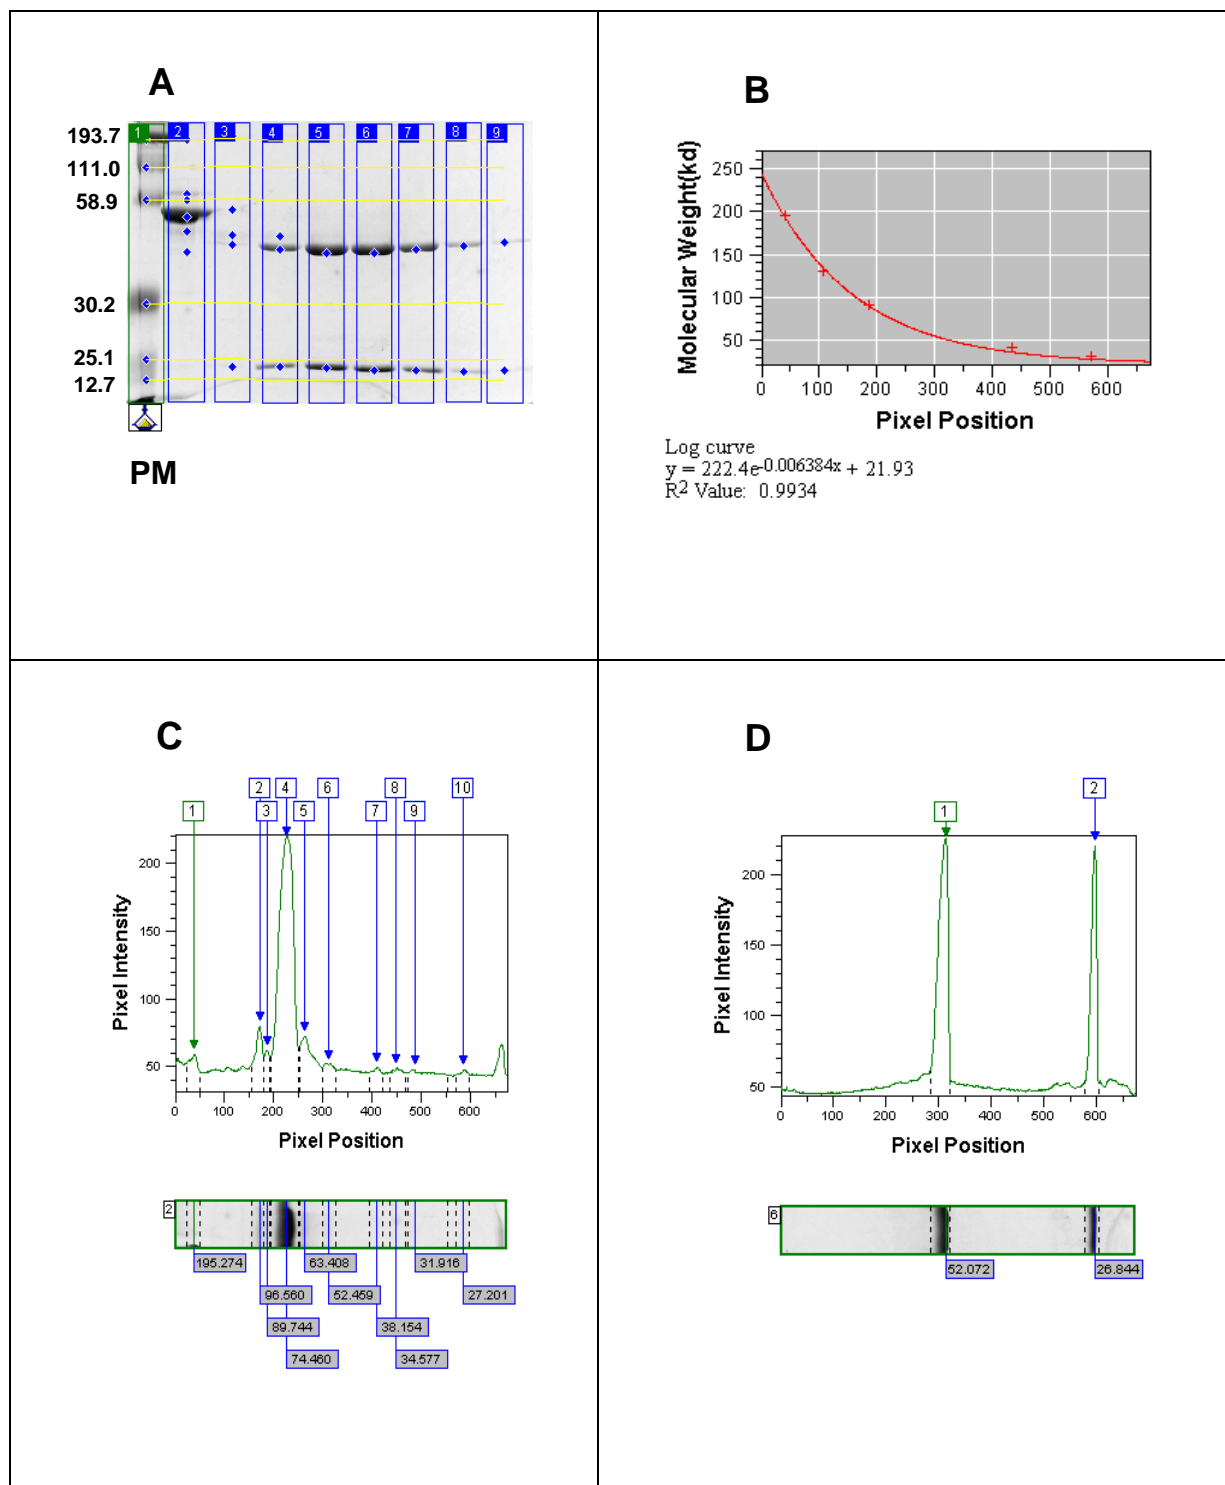 A
1 2 3 4 5 6 7 8 9
193.7
111.0
58.9
30.2
25.1
12.7
PM
B
Molecular Weight(kd)
250
200
150
100
50
0 100 200 300 400 500 600
Pixel Position
Log curve
y = 222.4e-0.006384x + 21.93
R2 Value: 0.9934
C
2 4 6 8 10
1 3 5 7 9
Pixel Intensity
200
150
100
50
0 100 200 300 400 500 600
Pixel Position
2
195.274 63.408 31.916
96.560 52.459 27.201
89.744 38.154
74.460 34.577
D
2
1
Pixel Intensity
200
150
100
50
0 100 200 300 400 500 600
Pixel Position
6
52.072 26.844